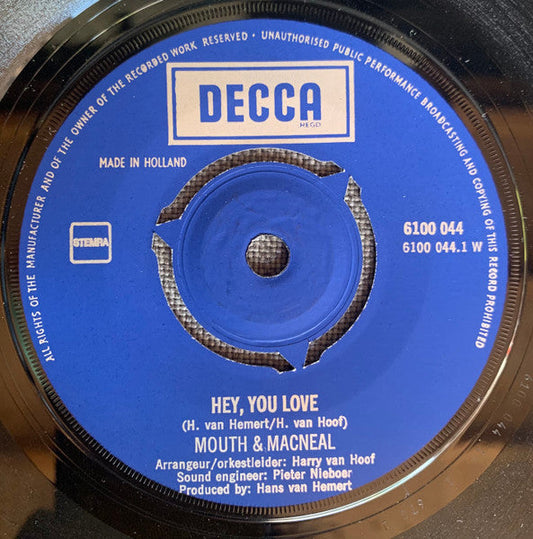 ALL RIGHTS OF THE MANUFACTURER AND OF THE OWNER OF THE RECORDED WORK RESERVED · UNAUTHORISED PUBLIC PERFORMANCE BROADCASTING AND COPYING OF THIS RECORD PROHIBITED
DECCA
REGD
MADE IN HOLLAND
STEMRA
6100 044
6100 044.1 W
HEY, YOU LOVE
(H. van Hemert/H. van Hoof)
MOUTH & MACNEAL
Arrangeur/orkestleider: Harry van Hoof
Sound engineer: Pieter Nieboer
Produced by: Hans van Hemert